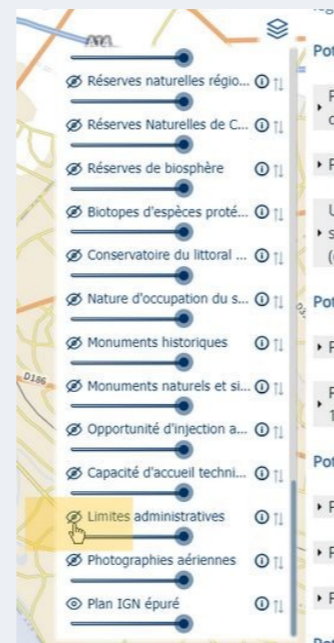 A14
Pot
Réserves naturelles régio...
Réserves Naturelles de C...
Réserves de biosphère
Biotopes d'espèces proté...
Conservatoire du littoral ...
Nature d'occupation du s...
Pot
Monuments historiques
D186
Monuments naturels et si...
Opportunité d'injection a...
Pot
Capacité d'accueil techni...
Limites administratives
Photographies aériennes
Plan IGN épuré